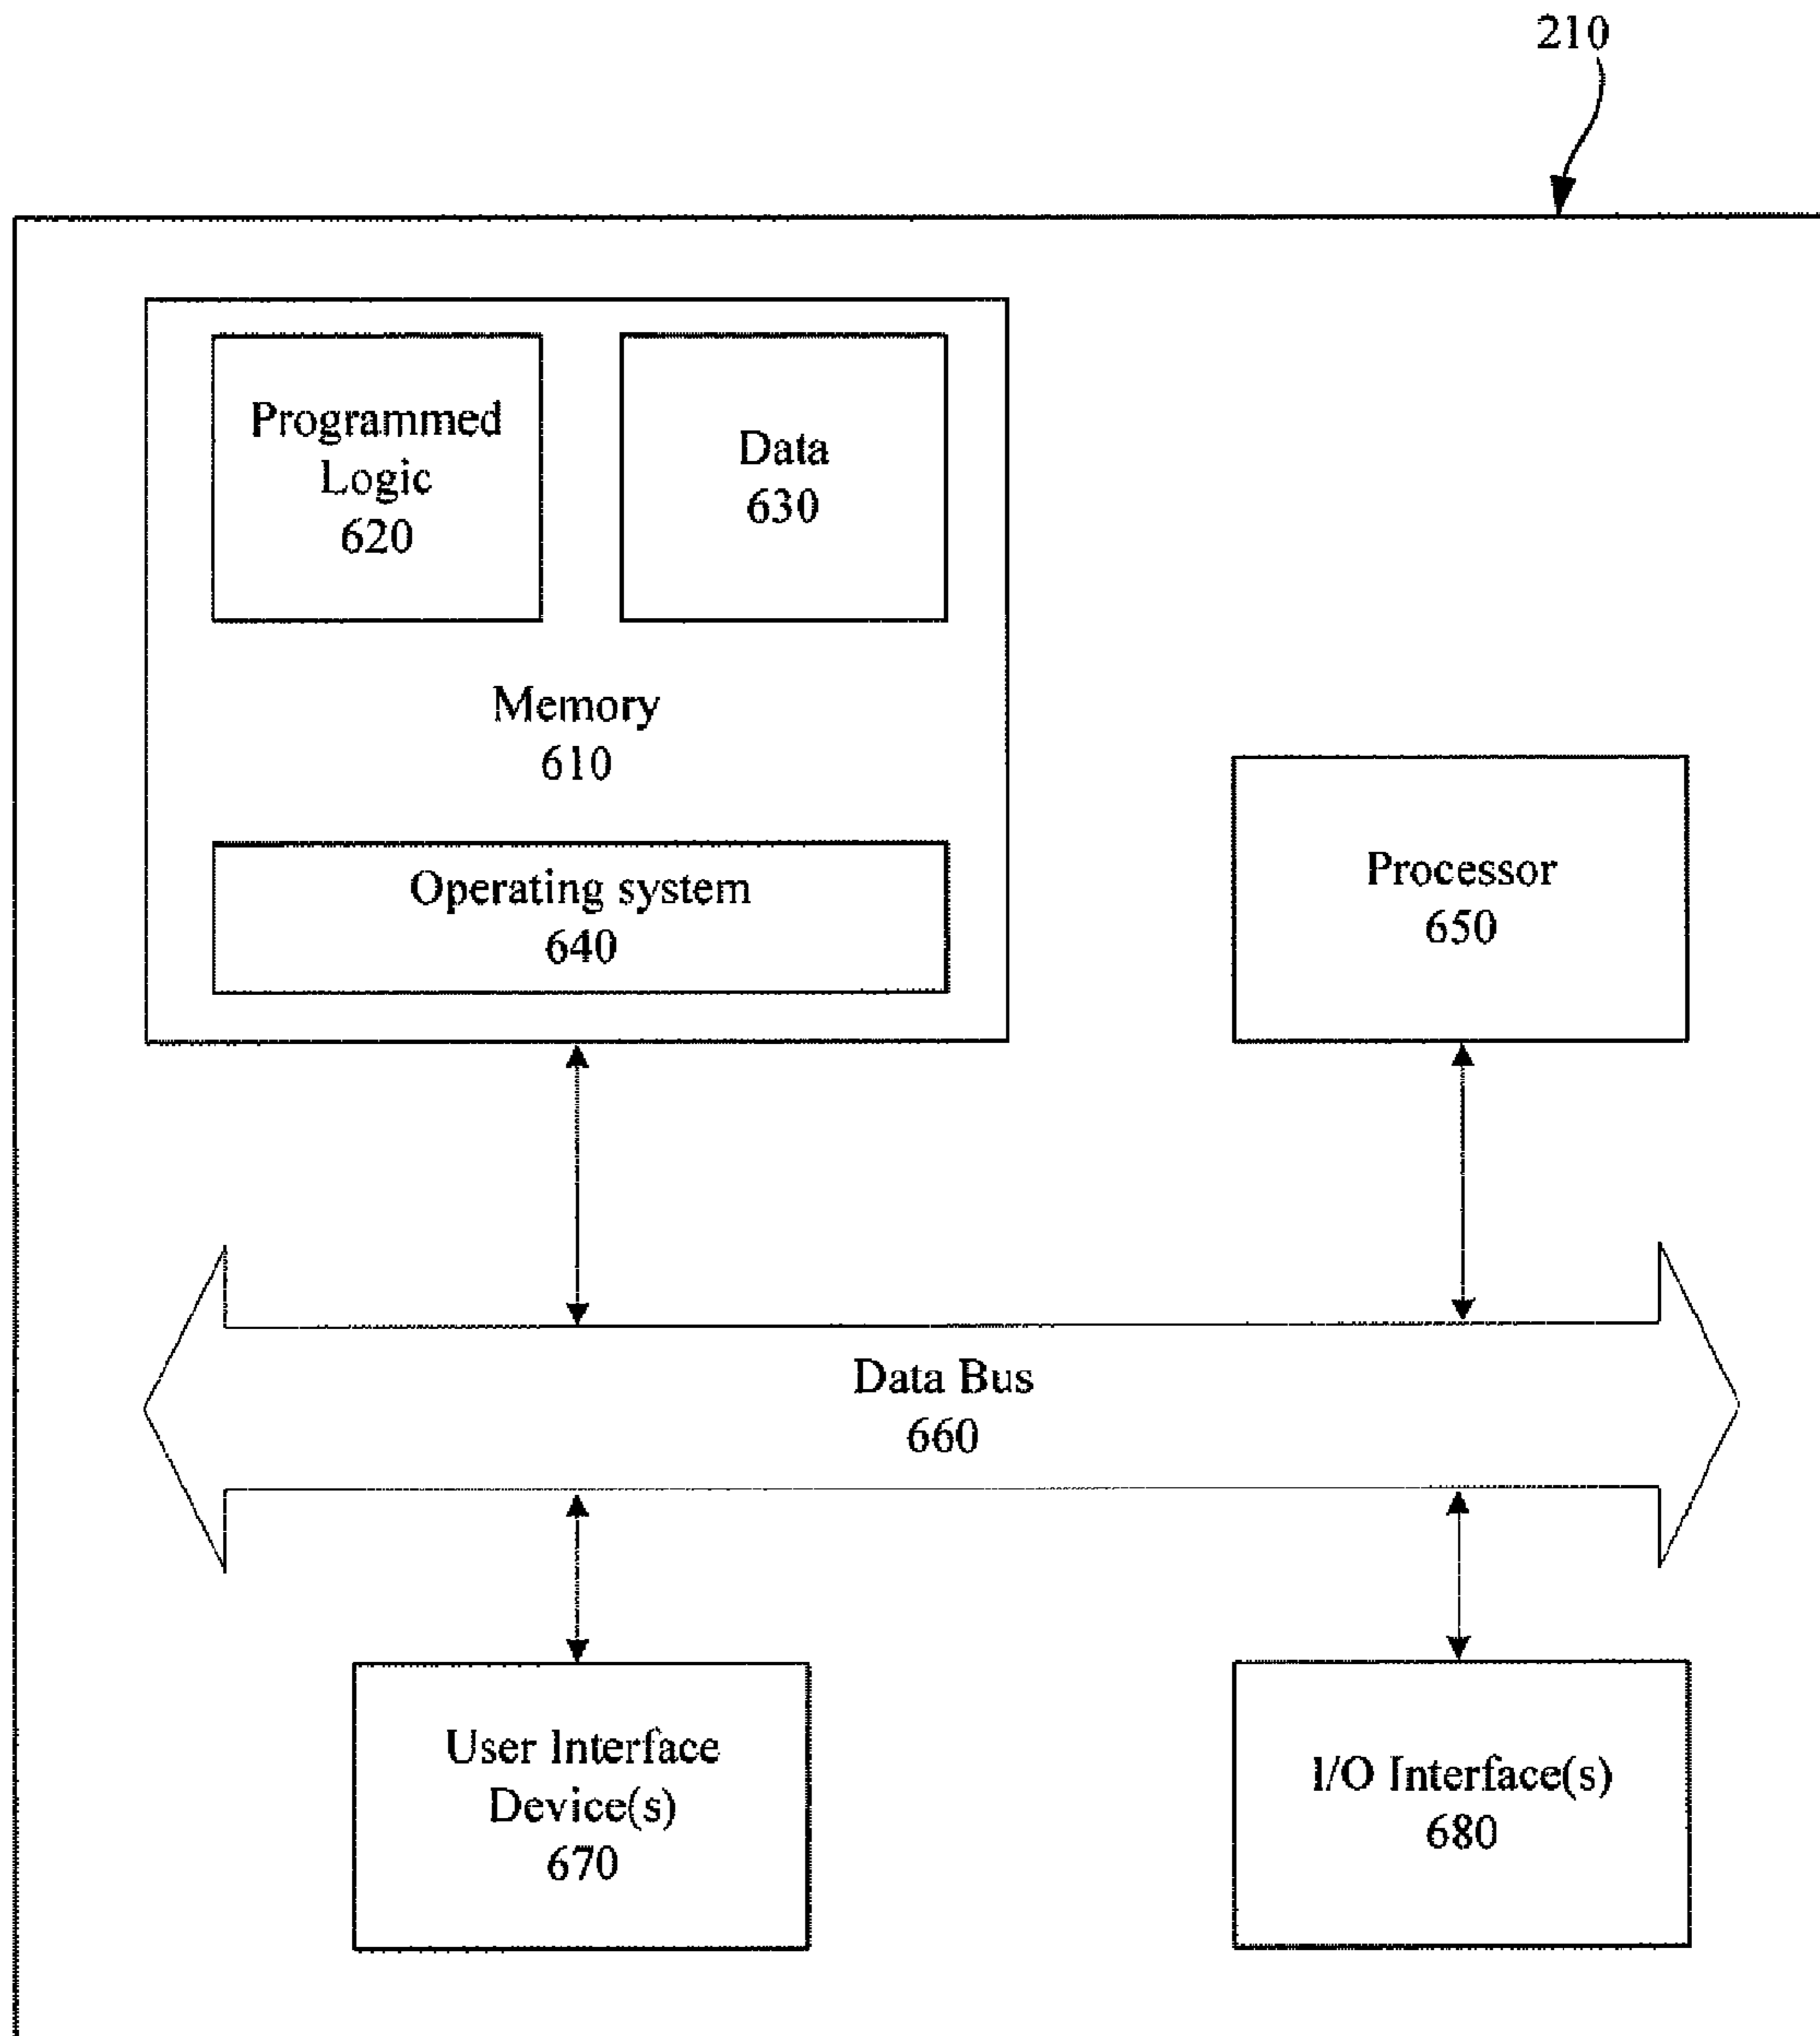 210
Programmed
Logic
620
Data
630
Memory
610
Operating system
640
Processor
650
Data Bus
660
User Interface
Device(s)
670
I/O Interface(s)
680